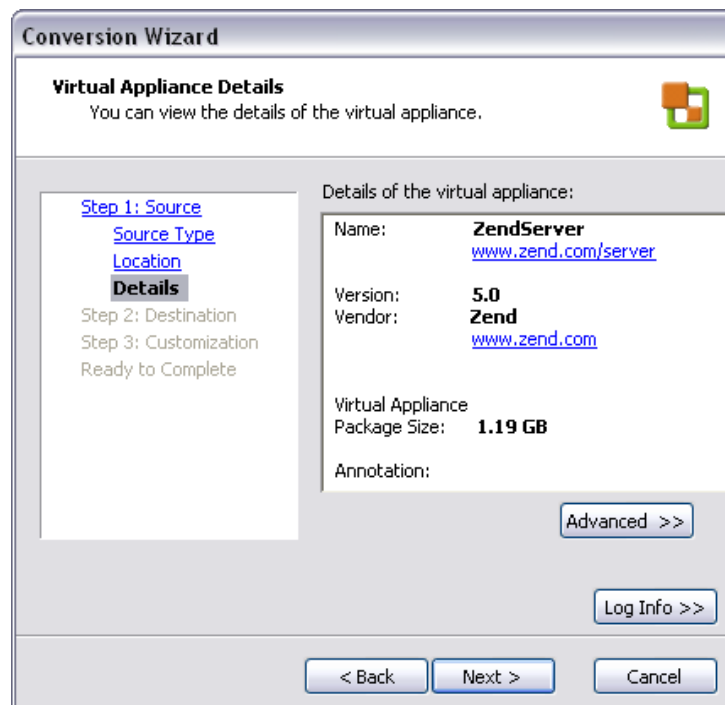 Conversion Wizard
Virtual Appliance Details
You can view the details of the virtual appliance.
Step 1: Source
Source Type
Location
Details
Step 2: Destination
Step 3: Customization
Ready to Complete
Details of the virtual appliance:
Name: ZendServer
www.zend.com/server
Version: 5.0
Vendor: Zend
www.zend.com
Virtual Appliance
Package Size: 1.19 GB
Annotation:
Advanced >>
Log Info >>
< Back Next > Cancel